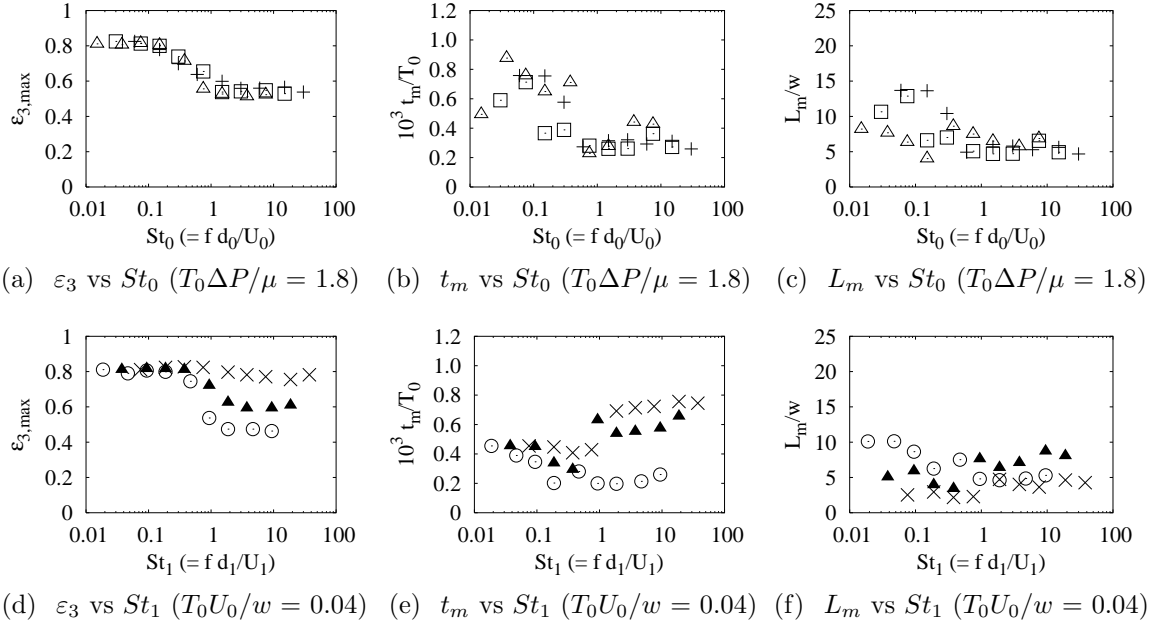 1
0.8
0.6
0.4
0.2
0
ε3,max
0.01 0.1 1 10 100
St0 (= f d0/U0)
1.2
1.0
0.8
0.6
0.4
0.2
0
10^3 tm/T0
0.01 0.1 1 10 100
St0 (= f d0/U0)
25
20
15
10
5
0
Lm/w
0.01 0.1 1 10 100
St0 (= f d0/U0)
(a) ε3 vs St0 (T0ΔP/μ = 1.8) (b) tm vs St0 (T0ΔP/μ = 1.8) (c) Lm vs St0 (T0ΔP/μ = 1.8)
1
0.8
0.6
0.4
0.2
0
ε3,max
0.01 0.1 1 10 100
St1 (= f d1/U1)
1.2
1.0
0.8
0.6
0.4
0.2
0
10^3 tm/T0
0.01 0.1 1 10 100
St1 (= f d1/U1)
25
20
15
10
5
0
Lm/w
0.01 0.1 1 10 100
St1 (= f d1/U1)
(d) ε3 vs St1 (T0U0/w = 0.04) (e) tm vs St1 (T0U0/w = 0.04) (f) Lm vs St1 (T0U0/w = 0.04)